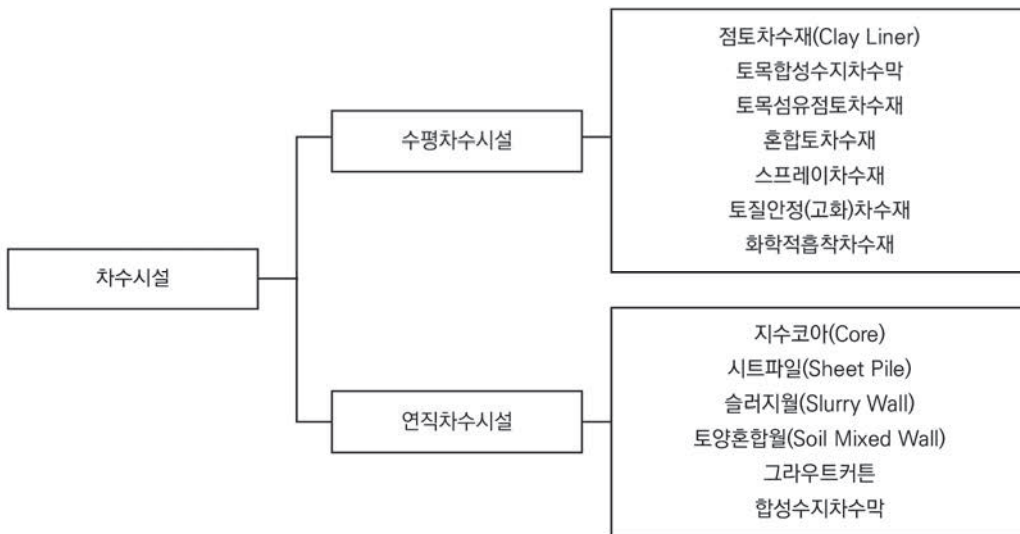 차수시설
수평차수시설
점토차수재(Clay Liner)
토목합성수지차수막
토목섬유점토차수재
혼합토차수재
스프레이차수재
토질안정(고화)차수재
화학적흡착차수재
연직차수시설
지수코아(Core)
시트파일(Sheet Pile)
슬러지월(Slurry Wall)
토양혼합월(Soil Mixed Wall)
그라우트커튼
합성수지차수막